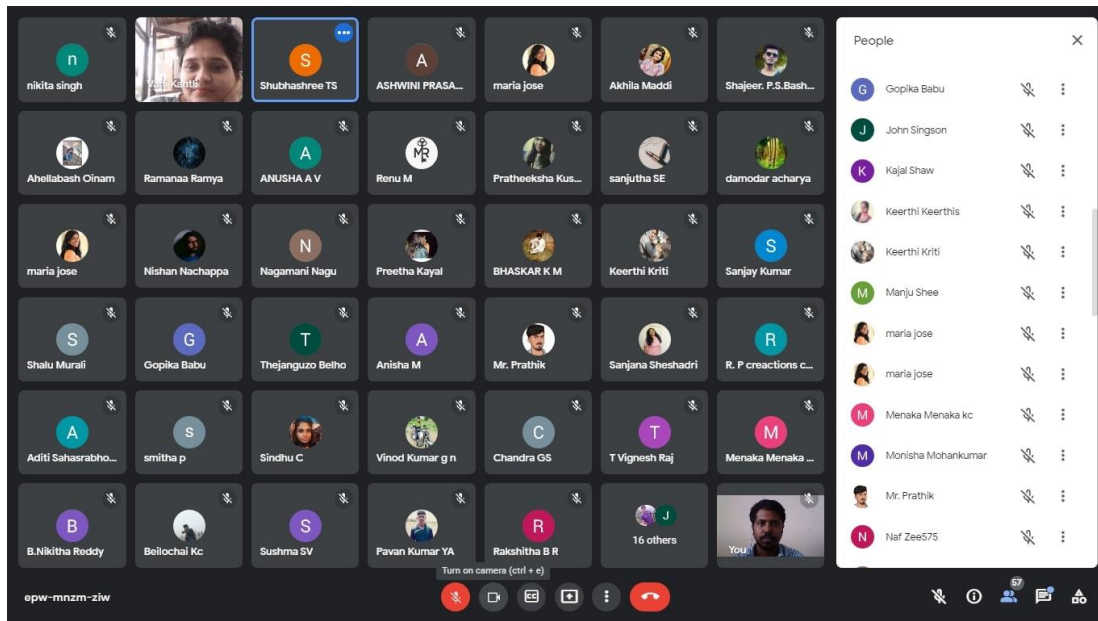 n
nikita singh
Vani Kanth
S
Shubhashree TS
A
ASHWINI PRASA...
maria jose
Akhila Maddi
Shajeer. P.S.Bash...
Ahellabash Oinam
Ramanaa Ramya
A
ANUSHA A V
MR
Renu M
Pratheeksha Kus...
sanjutha SE
damodar acharya
maria jose
Nishan Nachappa
N
Nagamani Nagu
Preetha Kayal
BHASKAR K M
Keerthi Kriti
S
Sanjay Kumar
S
Shalu Murali
G
Gopika Babu
T
Thejanguzo Belho
A
Anisha M
Mr. Prathik
Sanjana Sheshadri
R
R. P creactions c...
A
Aditi Sahasrabho...
s
smitha p
Sindhu C
Vinod Kumar g n
C
Chandra GS
T
T Vignesh Raj
M
Menaka Menaka ...
B
B.Nikitha Reddy
Beilochai Kc
S
Sushma SV
Pavan Kumar YA
R
Rakshitha B R
J
16 others
You
Turn on camera (ctrl + e)
epw-mnzm-ziw
CC
57
People
G
Gopika Babu
J
John Singson
K
Kajal Shaw
Keerthi Keerthis
Keerthi Kriti
M
Manju Shee
maria jose
maria jose
M
Menaka Menaka kc
M
Monisha Mohankumar
Mr. Prathik
N
Naf Zee575